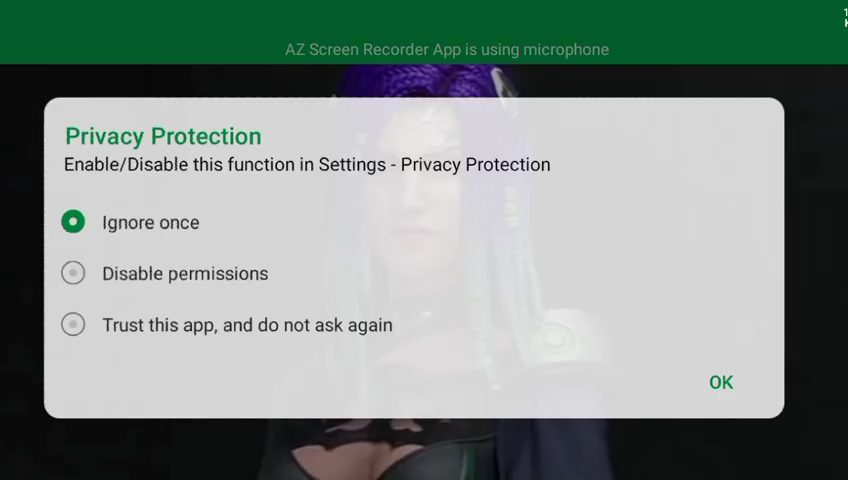 AZ Screen Recorder App is using microphone
Privacy Protection
Enable/Disable this function in Settings - Privacy Protection
Ignore once
Disable permissions
Trust this app, and do not ask again
OK